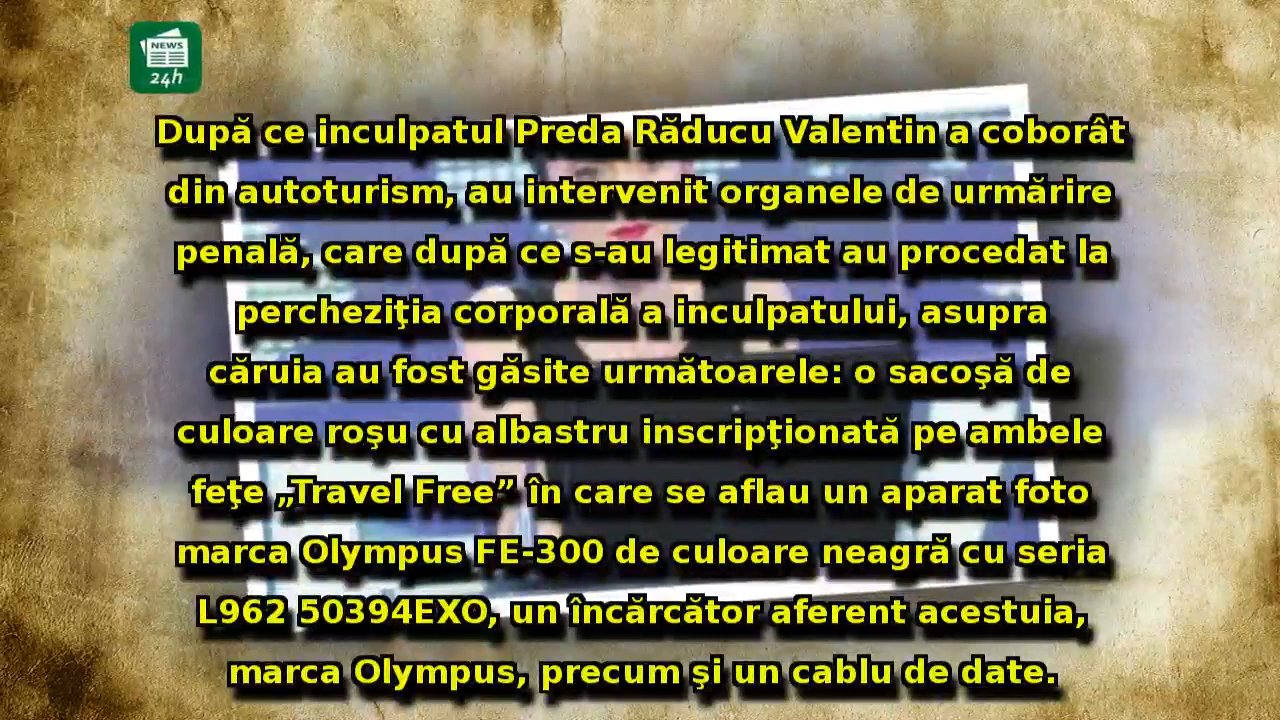 NEWS
24h
După ce inculpatul Preda Răducu Valentin a coborât
din autoturism, au intervenit organele de urmărire
penală, care după ce s-au legitimat au procedat la
percheziţia corporală a inculpatului, asupra
căruia au fost găsite următoarele: o sacoşă de
culoare roşu cu albastru inscripţionată pe ambele
feţe „Travel Free” în care se aflau un aparat foto
marca Olympus FE-300 de culoare neagră cu seria
L962 50394EXO, un încărcător aferent acestuia,
marca Olympus, precum şi un cablu de date.